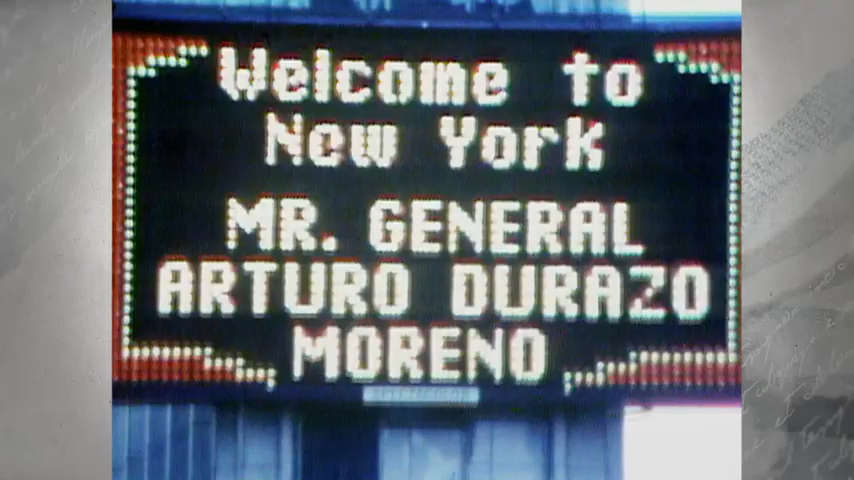 Welcome to
New York
MR. GENERAL
ARTURO DURAZO
MORENO